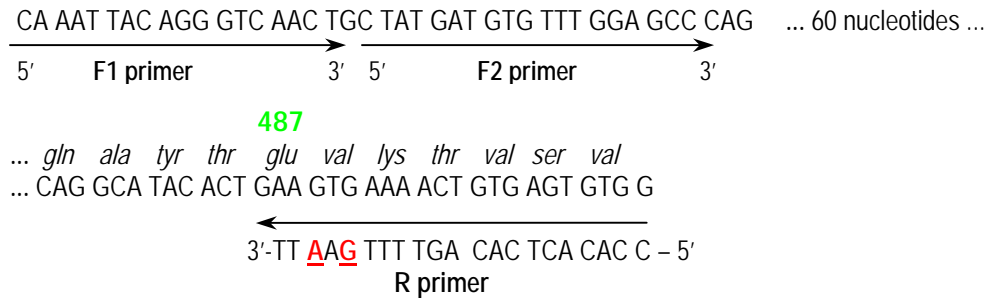 CA AAT TAC AGG GTC AAC TGC TAT GAT GTG TTT GGA GCC CAG ... 60 nucleotides ...
5′ F1 primer 3′ 5′ F2 primer 3′
487
... gln ala tyr thr glu val lys thr val ser val
... CAG GCA TAC ACT GAA GTG AAA ACT GTG AGT GTG G
3′-TT AAG TTT TGA CAC TCA CAC C – 5′
R primer